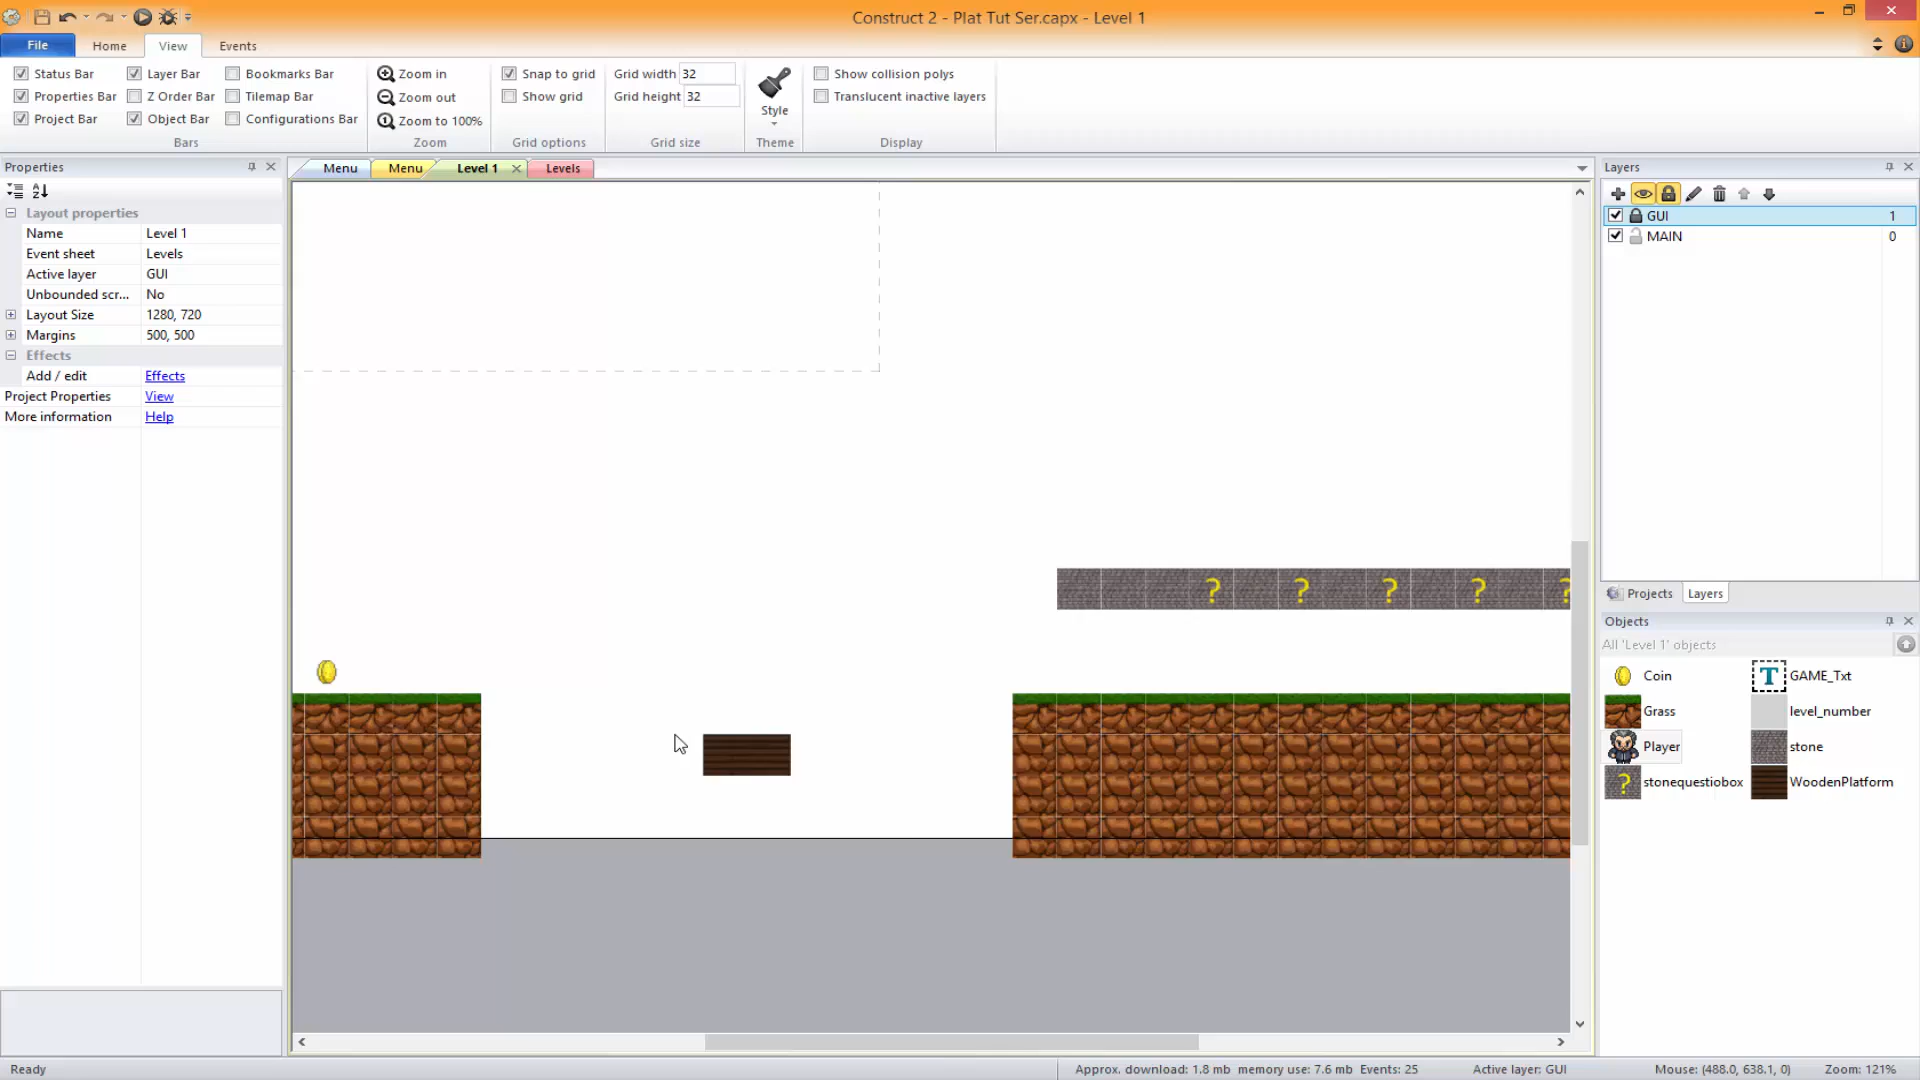 Construct 2 - Plat Tut Ser.capx - Level 1
File
Home
View
Events
Status Bar
Layer Bar
Bookmarks Bar
Properties Bar
Z Order Bar
Tilemap Bar
Project Bar
Object Bar
Configurations Bar
Bars
Zoom in
Zoom out
Zoom to 100%
Zoom
Snap to grid
Show grid
Grid options
Grid width 32
Grid height 32
Grid size
Style
Theme
Show collision polys
Translucent inactive layers
Display
Properties
Menu
Menu
Level 1
Levels
Layers
Layout properties
Name Level 1
Event sheet Levels
Active layer GUI
Unbounded scr... No
Layout Size 1280, 720
Margins 500, 500
Effects
Add / edit Effects
Project Properties View
More information Help
GUI 1
MAIN 0
? ? ? ? ?
Projects
Layers
Objects
All 'Level 1' objects
Coin
T GAME_Txt
Grass
level_number
Player
stone
? stonequestiobox
WoodenPlatform
Ready
Approx. download: 1.8 mb memory use: 7.6 mb Events: 25
Active layer: GUI
Mouse: (488.0, 638.1, 0)
Zoom: 121%